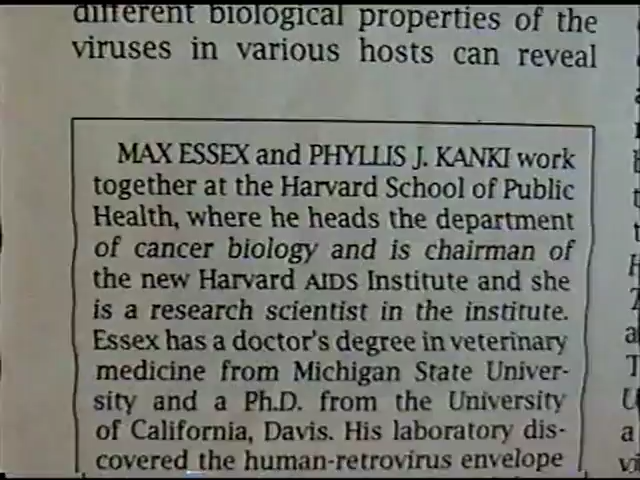 different biological properties of the
viruses in various hosts can reveal
MAX ESSEX and PHYLLIS J. KANKI work
together at the Harvard School of Public
Health, where he heads the department
of cancer biology and is chairman of
the new Harvard AIDS Institute and she
is a research scientist in the institute.
Essex has a doctor's degree in veterinary
medicine from Michigan State Univer-
sity and a Ph.D. from the University
of California, Davis. His laboratory dis-
covered the human-retrovirus envelope